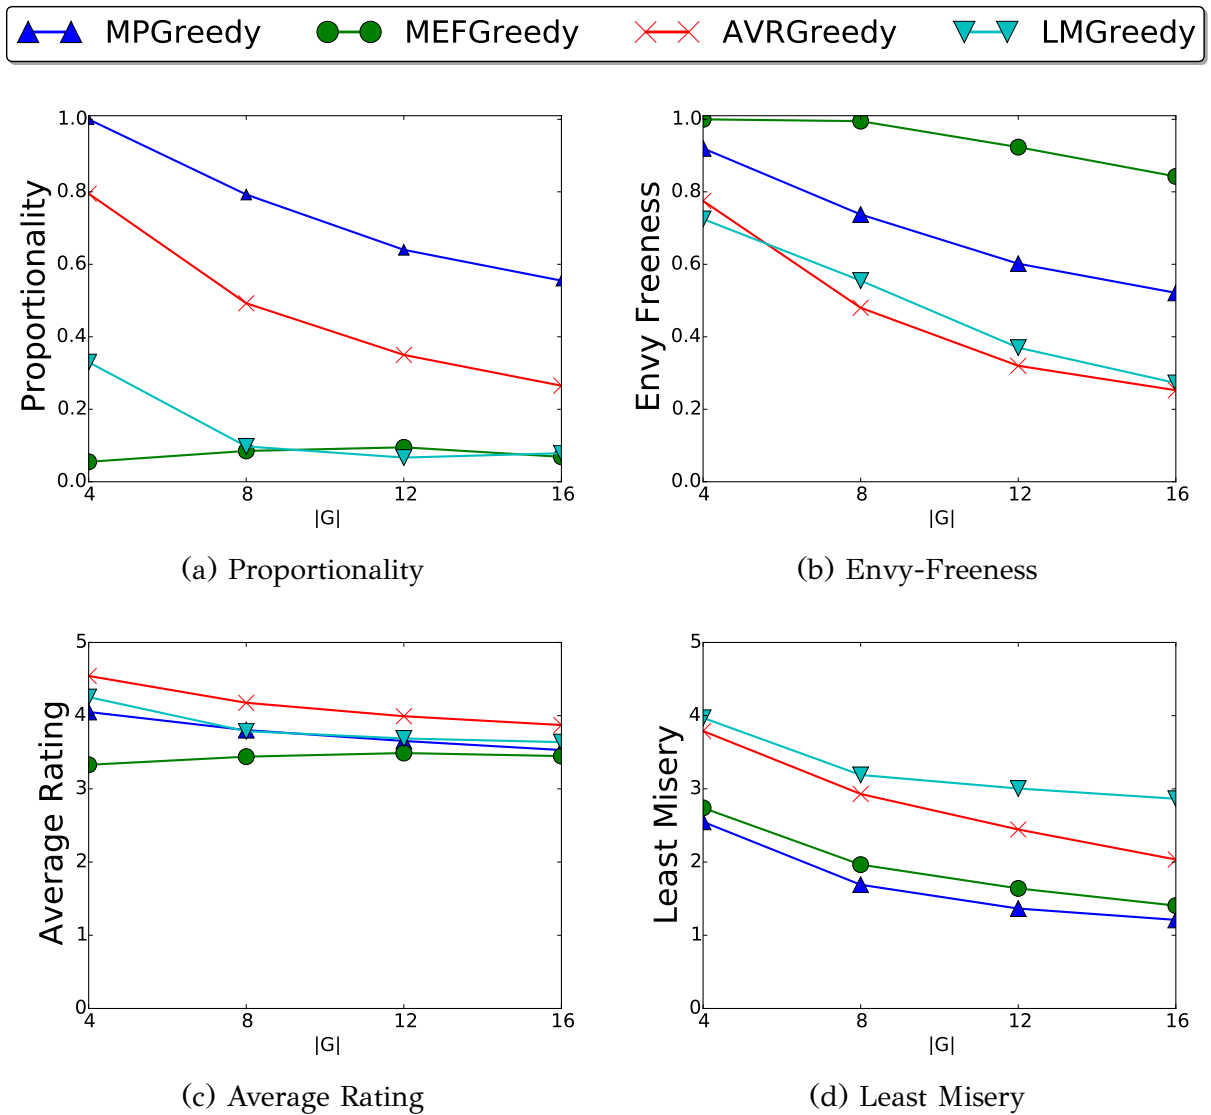 MPGreedy MEFGreedy AVRGreedy LMGreedy
Proportionality
1.0
0.8
0.6
0.4
0.2
0.0
4 8 12 16
|G|
(a) Proportionality
Envy Freeness
1.0
0.8
0.6
0.4
0.2
0.0
4 8 12 16
|G|
(b) Envy-Freeness
Average Rating
5
4
3
2
1
0
4 8 12 16
|G|
(c) Average Rating
Least Misery
5
4
3
2
1
0
4 8 12 16
|G|
(d) Least Misery